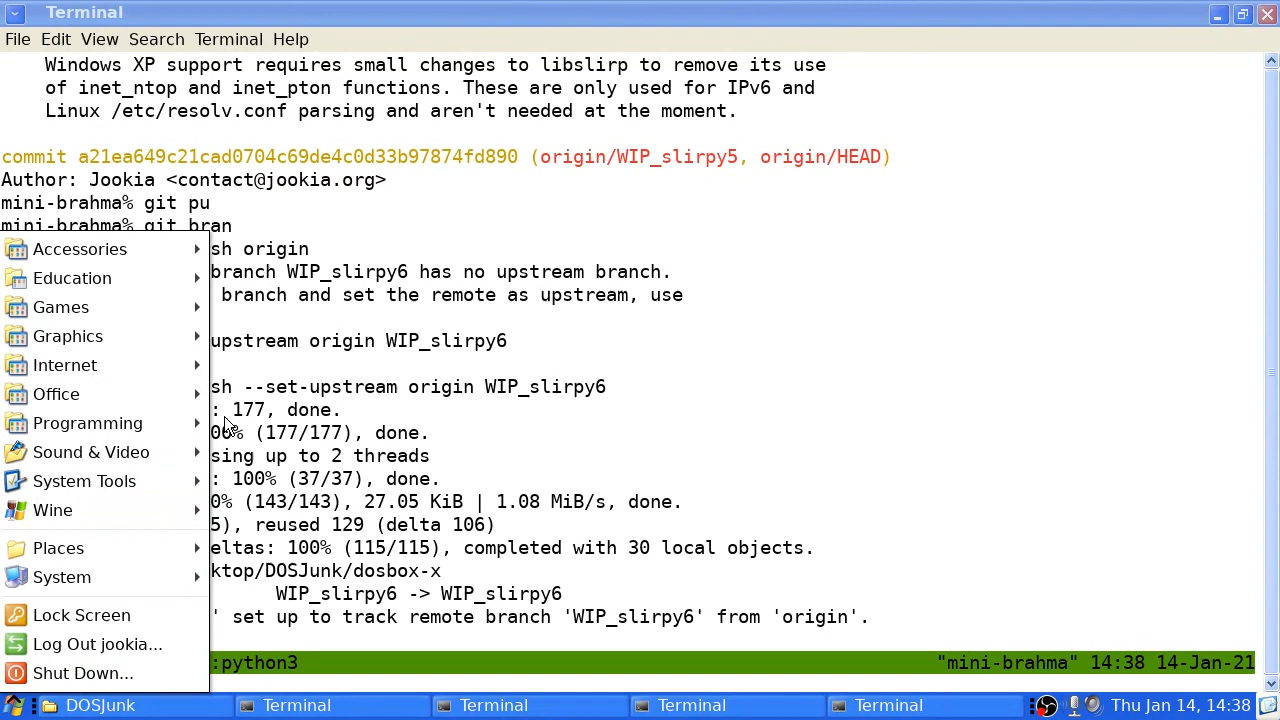 Terminal
File Edit View Search Terminal Help
Windows XP support requires small changes to libslirp to remove its use
of inet_ntop and inet_pton functions. These are only used for IPv6 and
Linux /etc/resolv.conf parsing and aren't needed at the moment.
commit a21ea649c21cad0704c69de4c0d33b97874fd890 (origin/WIP_slirpy5, origin/HEAD)
Author: Jookia <contact@jookia.org>
mini-brahma% git pu
mini-brahma% git bran
Accessories
sh origin
branch WIP_slirpy6 has no upstream branch.
Education
branch and set the remote as upstream, use
Games
Graphics
upstream origin WIP_slirpy6
Internet
Office
sh --set-upstream origin WIP_slirpy6
: 177, done.
Programming
00% (177/177), done.
Sound & Video
sing up to 2 threads
System Tools
: 100% (37/37), done.
Wine
0% (143/143), 27.05 KiB | 1.08 MiB/s, done.
5), reused 129 (delta 106)
Places
eltas: 100% (115/115), completed with 30 local objects.
System
ktop/DOSJunk/dosbox-x
WIP_slirpy6 -> WIP_slirpy6
Lock Screen
' set up to track remote branch 'WIP_slirpy6' from 'origin'.
Log Out jookia...
Shut Down...
:python3 "mini-brahma" 14:38 14-Jan-21
DOSJunk Terminal Terminal Terminal Terminal Thu Jan 14, 14:38